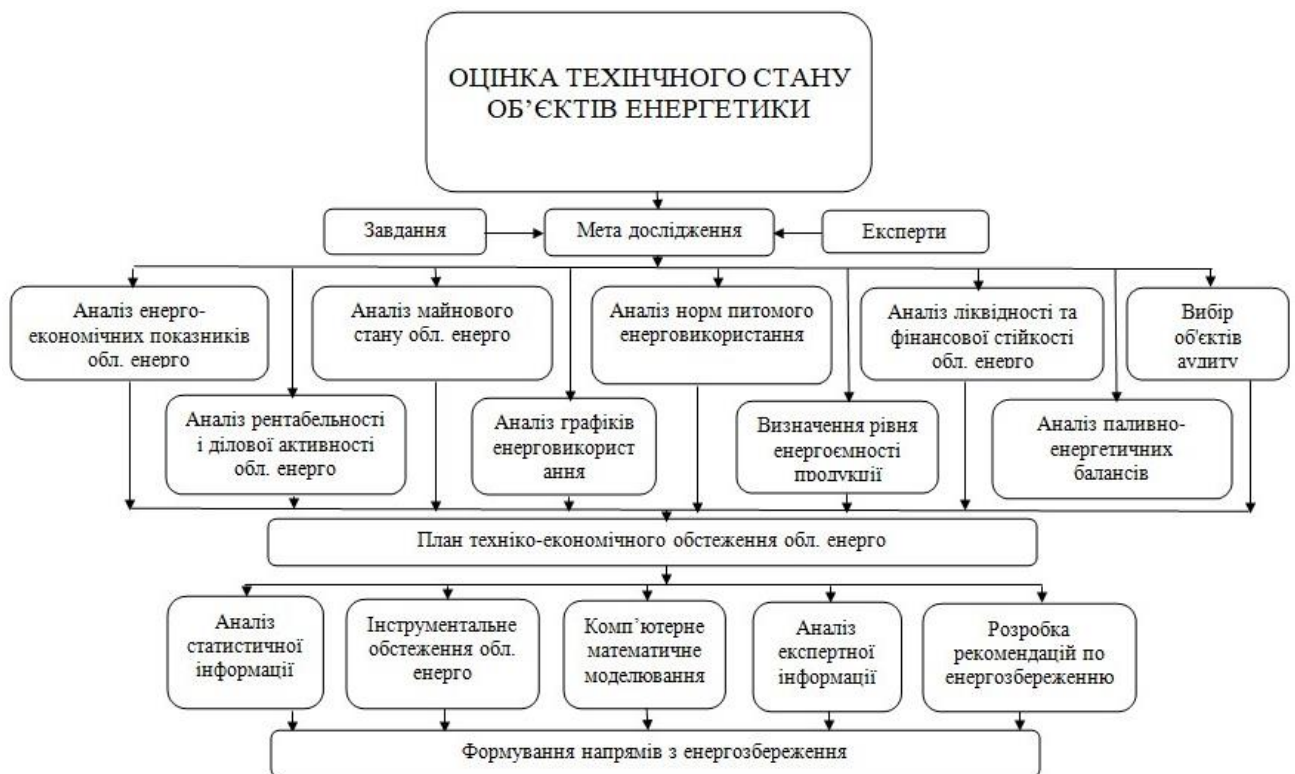 ОЦІНКА ТЕХІНЧНОГО СТАНУ
ОБ’ЄКТІВ ЕНЕРГЕТИКИ
Завдання
Мета дослідження
Експерти
Аналіз енерго-
економічних показників
обл. енерго
Аналіз майнового
стану обл. енерго
Аналіз норм питомого
енерговикористання
Аналіз ліквідності та
фінансової стійкості
обл. енерго
Вибір
об'єктів
аудиту
Аналіз рентабельності
і ділової активності
обл. енерго
Аналіз графіків
енерговикорист
ання
Визначення рівня
енергоємності
продукції
Аналіз паливно-
енергетичних
балансів
План техніко-економічного обстеження обл. енерго
Аналіз
статистичної
інформації
Інструментальне
обстеження обл.
енерго
Комп’ютерне
математичне
моделювання
Аналіз
експертної
інформації
Розробка
рекомендацій по
енергозбереженню
Формування напрямів з енергозбереження